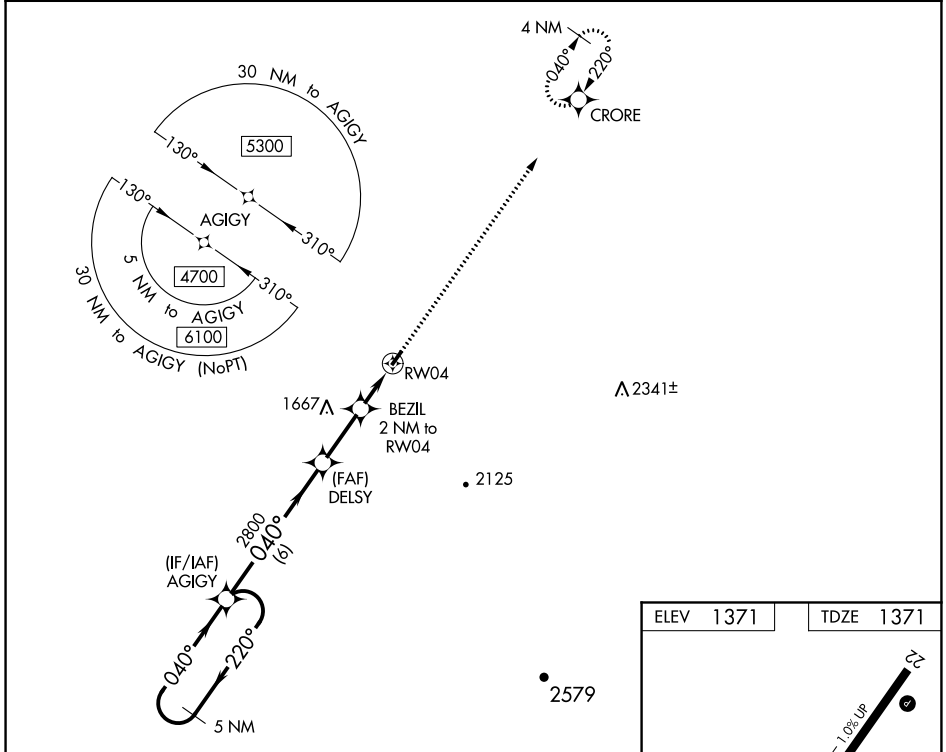 4 NM
040°
220°
CRORE
30 NM to AGIGY
5300
130°
310°
AGIGY
130°
310°
4700
5 NM to AGIGY
6100
30 NM to AGIGY (NoPT)
RW04
1667
BEZIL
2 NM to
RW04
2341±
(FAF)
DELSY
2125
2800
040°
(6)
(IF/IAF)
AGIGY
040°
220°
5 NM
2579
ELEV 1371
TDZE 1371
22
1.0% UP
P